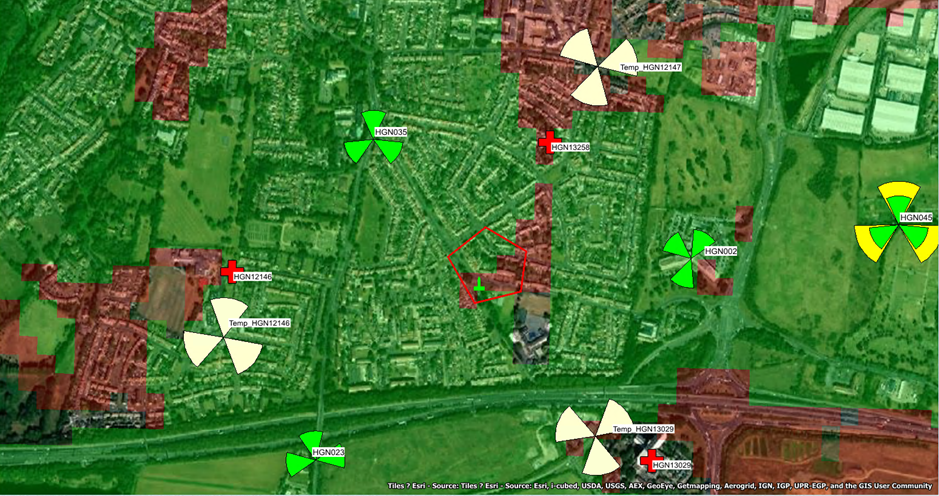 Temp_HGN12147
HGN035
HGN13258
HGN045
HGN002
HGN12146
Temp_HGN12146
Temp_HGN13029
HGN023
HGN13029
Tiles ? Esri - Source: Tiles ? Esri - Source: Esri, i-cubed, USDA, USGS, AEX, GeoEye, Getmapping, Aerogrid, IGN, IGP, UPR-EGP, and the GIS User Community